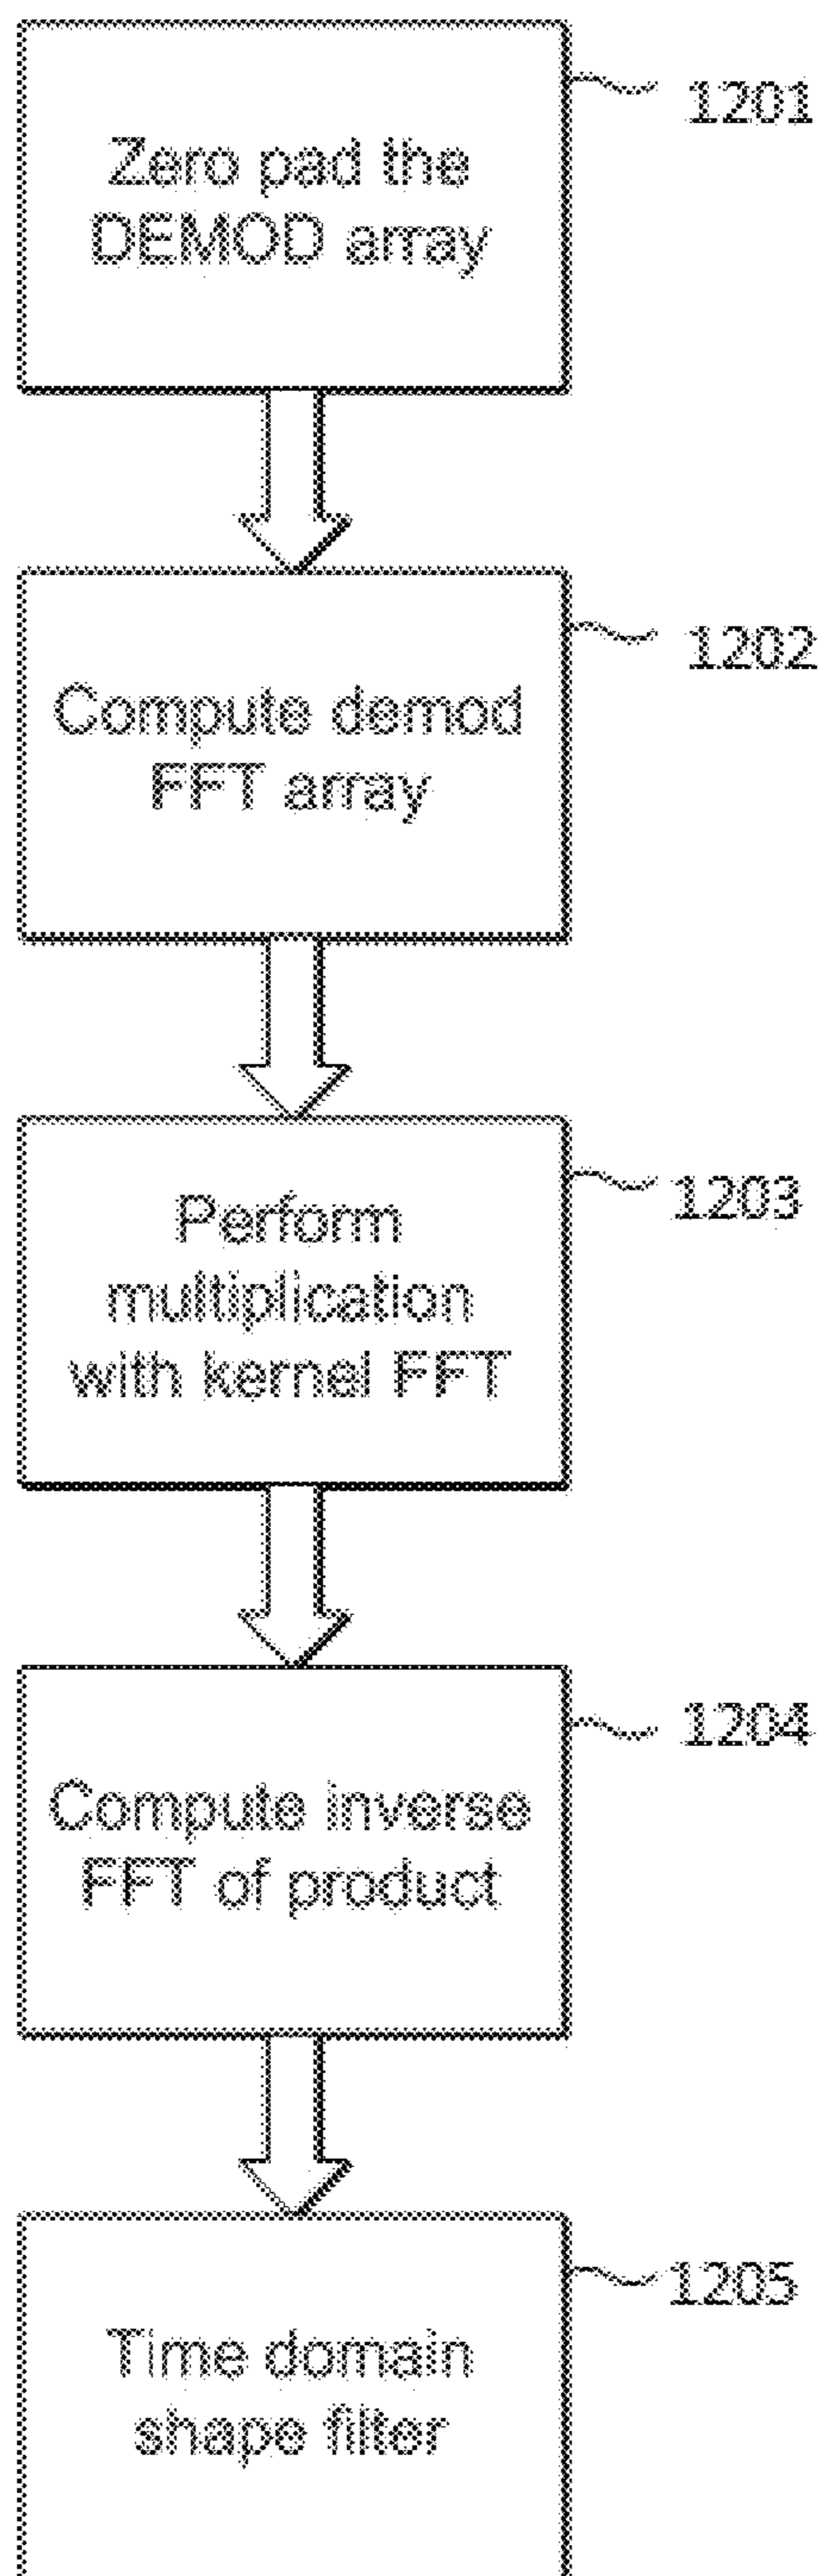 Zero pad the
DEMOD array
1201
Compute demod
FFT array
1202
Perform
multiplication
with kernel FFT
1203
Compute inverse
FFT of product
1204
Time domain
shape filter
1205